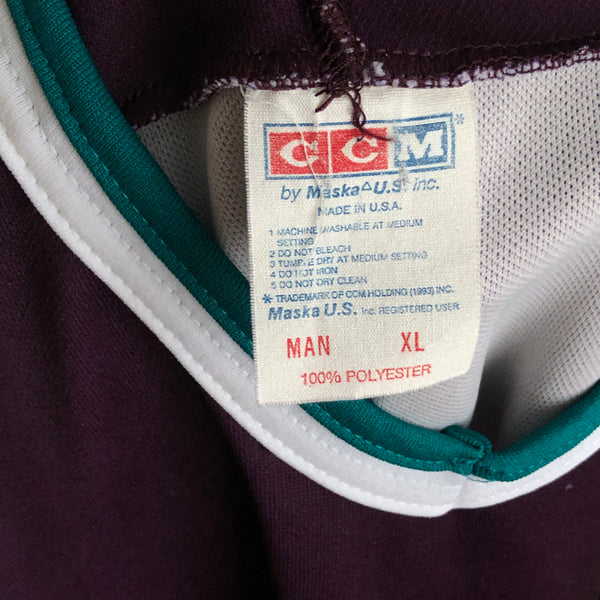 CCM*
by Maska U.S. Inc.
MADE IN U.S.A.
1 MACHINE WASHABLE AT MEDIUM
SETTING
2 DO NOT BLEACH
3 TUMBLE DRY AT MEDIUM SETTING
4 DO NOT IRON
5 DO NOT DRY CLEAN
* TRADEMARK OF CCM HOLDING (1983) INC.
Maska U.S. Inc. REGISTERED USER
MAN XL
100% POLYESTER